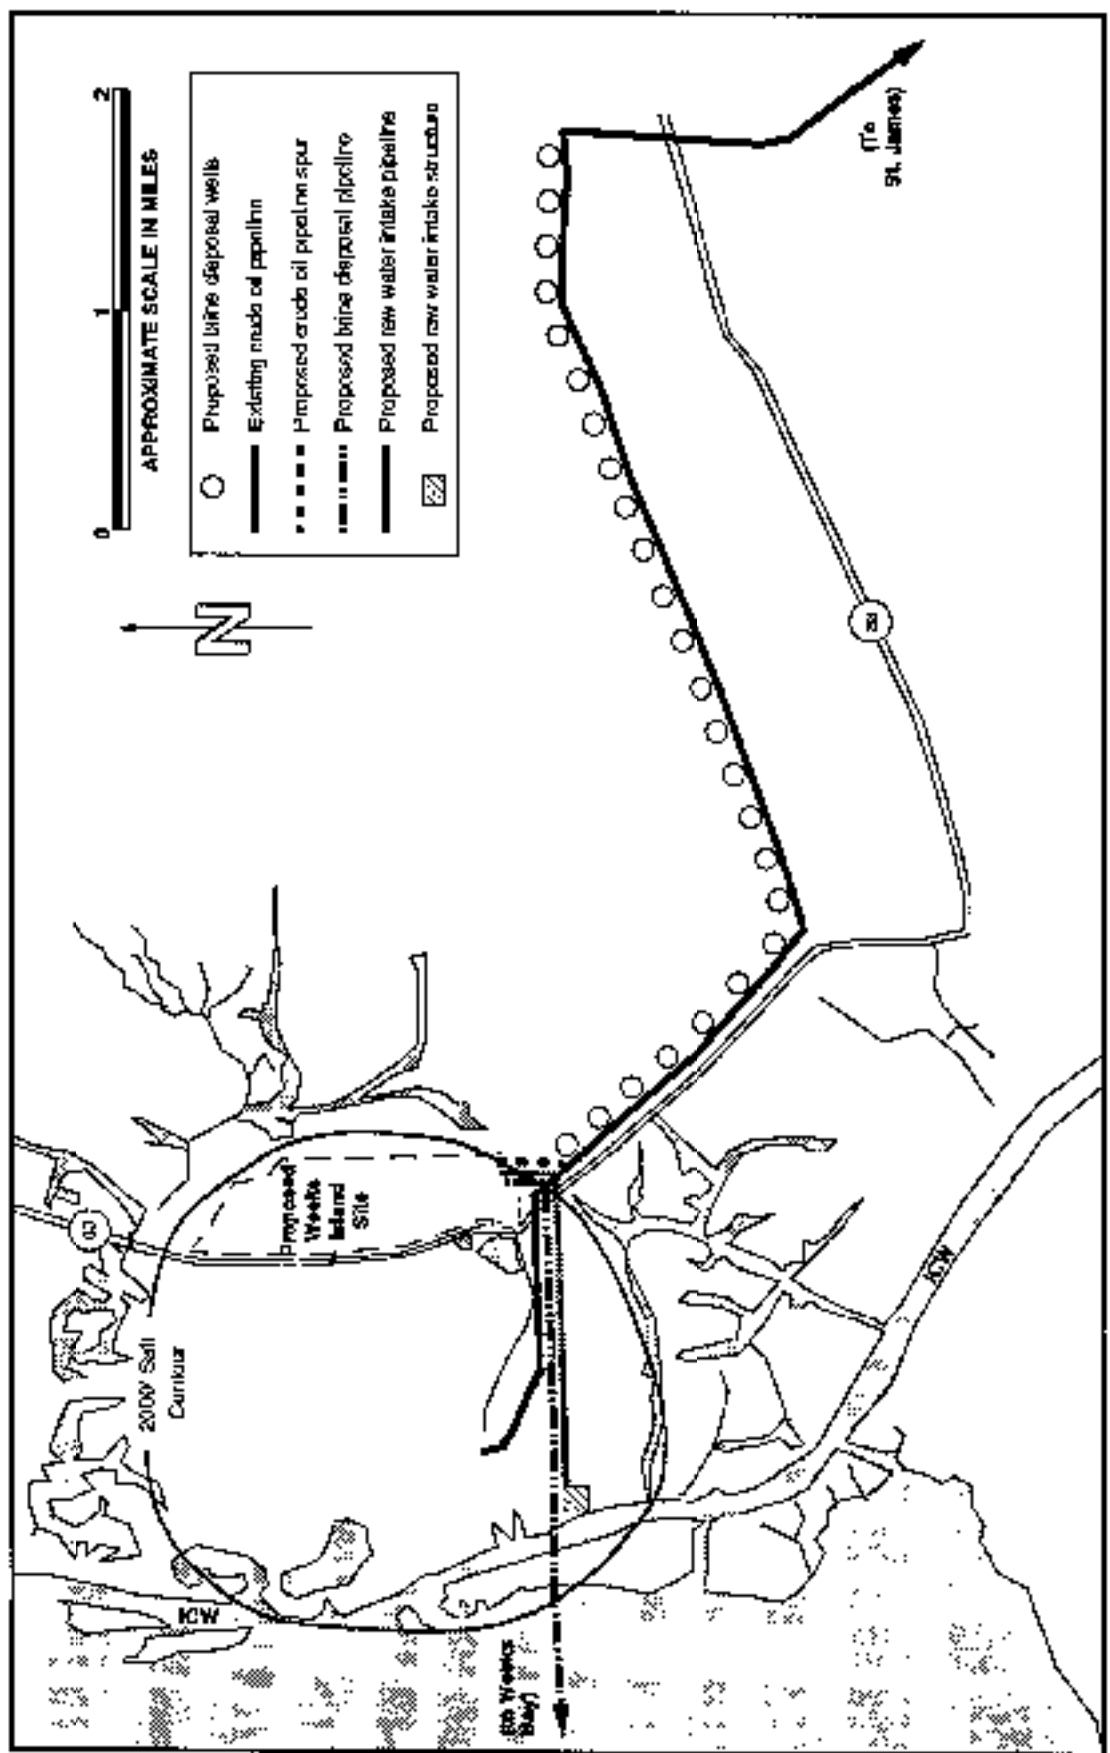 0 1 2
APPROXIMATE SCALE IN MILES
Proposed brine disposal wells
Existing crude oil pipeline
Proposed crude oil pipeline spur
Proposed brine disposal pipeline
Proposed raw water intake pipeline
Proposed raw water intake structure
N
(To
St. James)
83
Proposed
Weeks
Island
Site
2000' Salt
Contour
ICW
ICW
Weeks
Bay)